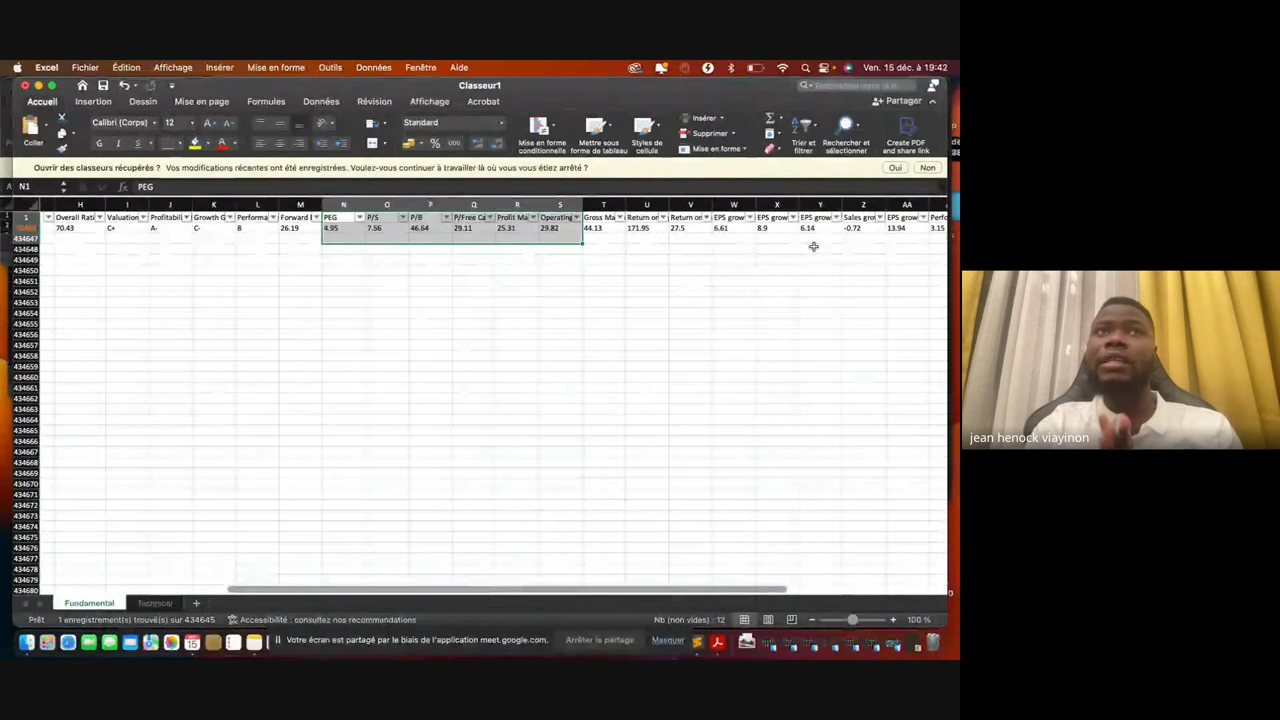 Excel Fichier Édition Affichage Insérer Mise en forme Outils Données Fenêtre Aide Ven. 15 déc. à 19:42
Classeur1
Accueil Insertion Dessin Mise en page Formules Données Révision Affichage Acrobat Partager
Coller Calibri (Corps) 12 Standard Mise en forme conditionnelle Mettre sous forme de tableau Styles de cellule Insérer Supprimer Mise en forme Trier et filtrer Rechercher et sélectionner Create PDF and share link
G I S
Ouvrir des classeurs récupérés ? Vos modifications récentes ont été enregistrées. Voulez-vous continuer à travailler là où vous vous étiez arrêté ? Oui Non
N1 fx PEG
H I J K L M N O P Q R S T U V W X Y Z AA
1 Overall Rati Valuation Profitabili Growth G Performa Forward PEG P/S P/B P/Free Ca Profit Ma Operating Gross Ma Return on Return on EPS grow EPS grow EPS grow Sales grow EPS grow Perfo
70.43 C+ A- C- B 26.19 4.95 7.56 46.64 29.11 25.31 29.82 44.13 171.95 27.5 6.61 8.9 6.14 -0.72 13.94 3.15
434647
434648
434649
434650
434651
434652
434653
434654
434655
434656
434657
434658
434659
434660
434661
434662
434663
434664
434665
434666
434667
434668
434669
434670
434671
434672
434673
434674
434675
434676
434677
434678
434679
434680
Fundamental Technical
Prêt 1 enregistrement(s) trouvé(s) sur 434645 Accessibilité : consultez nos recommandations Nb (non vides) : 12 100 %
Votre écran est partagé par le biais de l'application meet.google.com. Arrêter le partage Masquer
jean henock viayinon